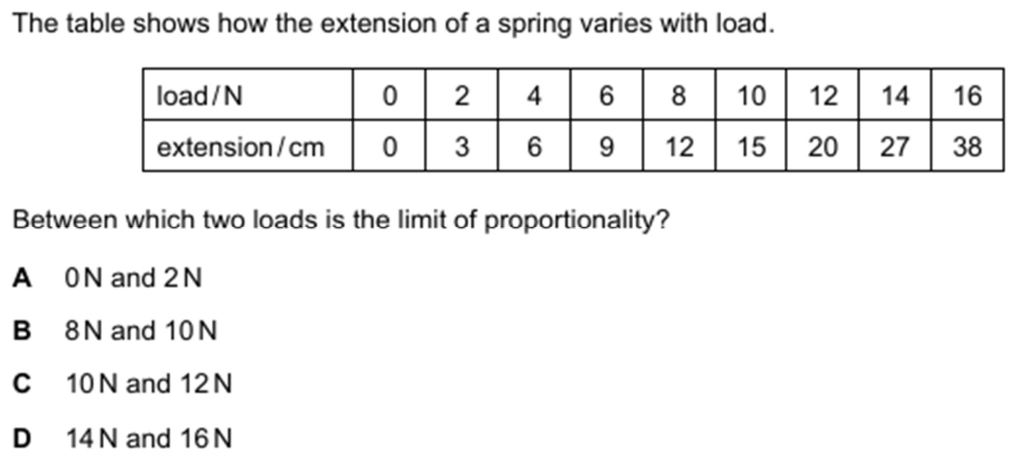 The table shows how the extension of a spring varies with load.
load/N 0 2 4 6 8 10 12 14 16
extension/cm 0 3 6 9 12 15 20 27 38
Between which two loads is the limit of proportionality?
A 0N and 2N
B 8N and 10N
C 10N and 12N
D 14N and 16N